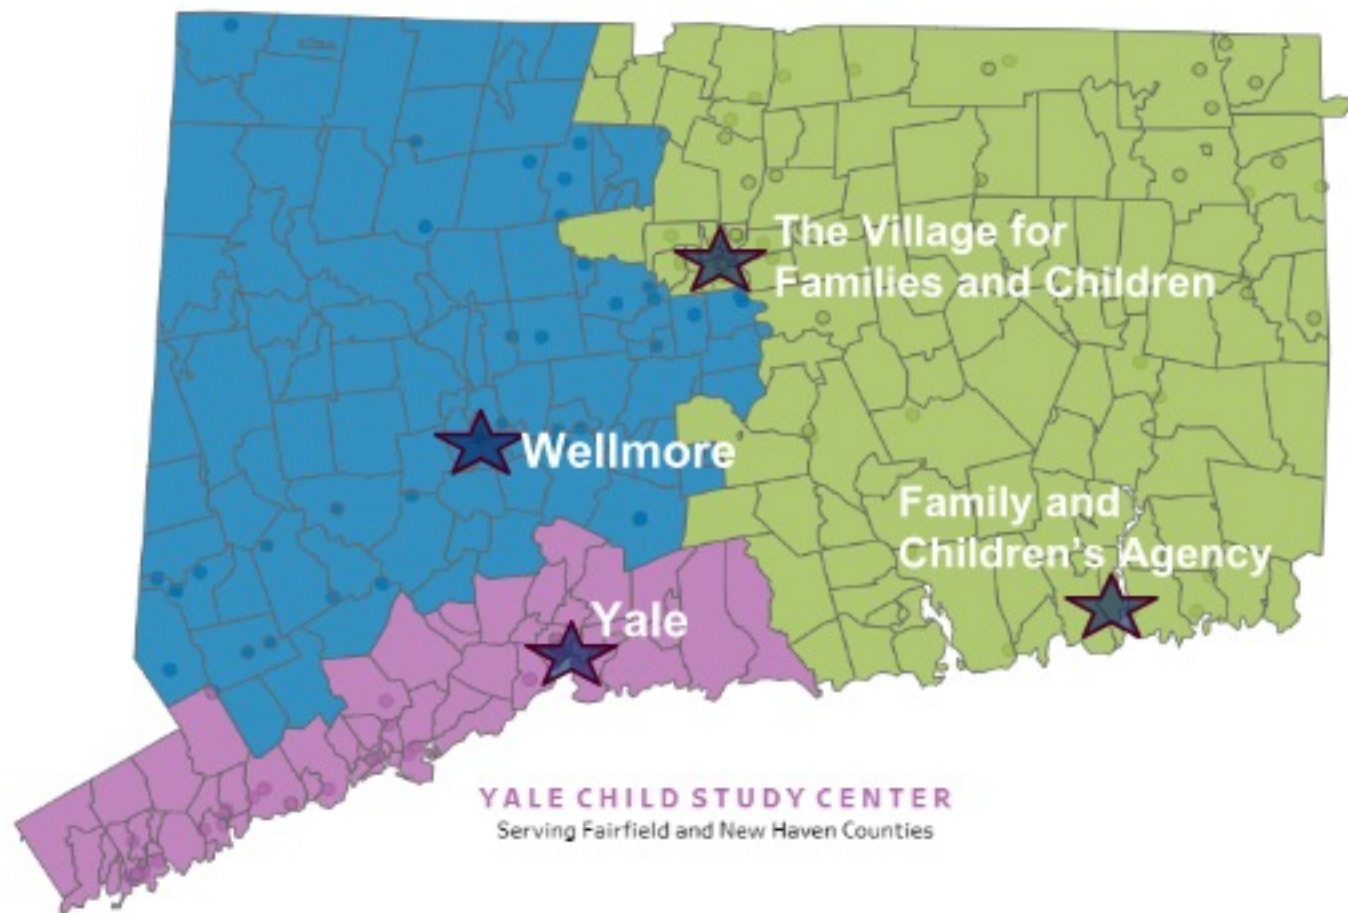 The Village for
Families and Children
Wellmore
Family and
Children's Agency
Yale
YALE CHILD STUDY CENTER
Serving Fairfield and New Haven Counties